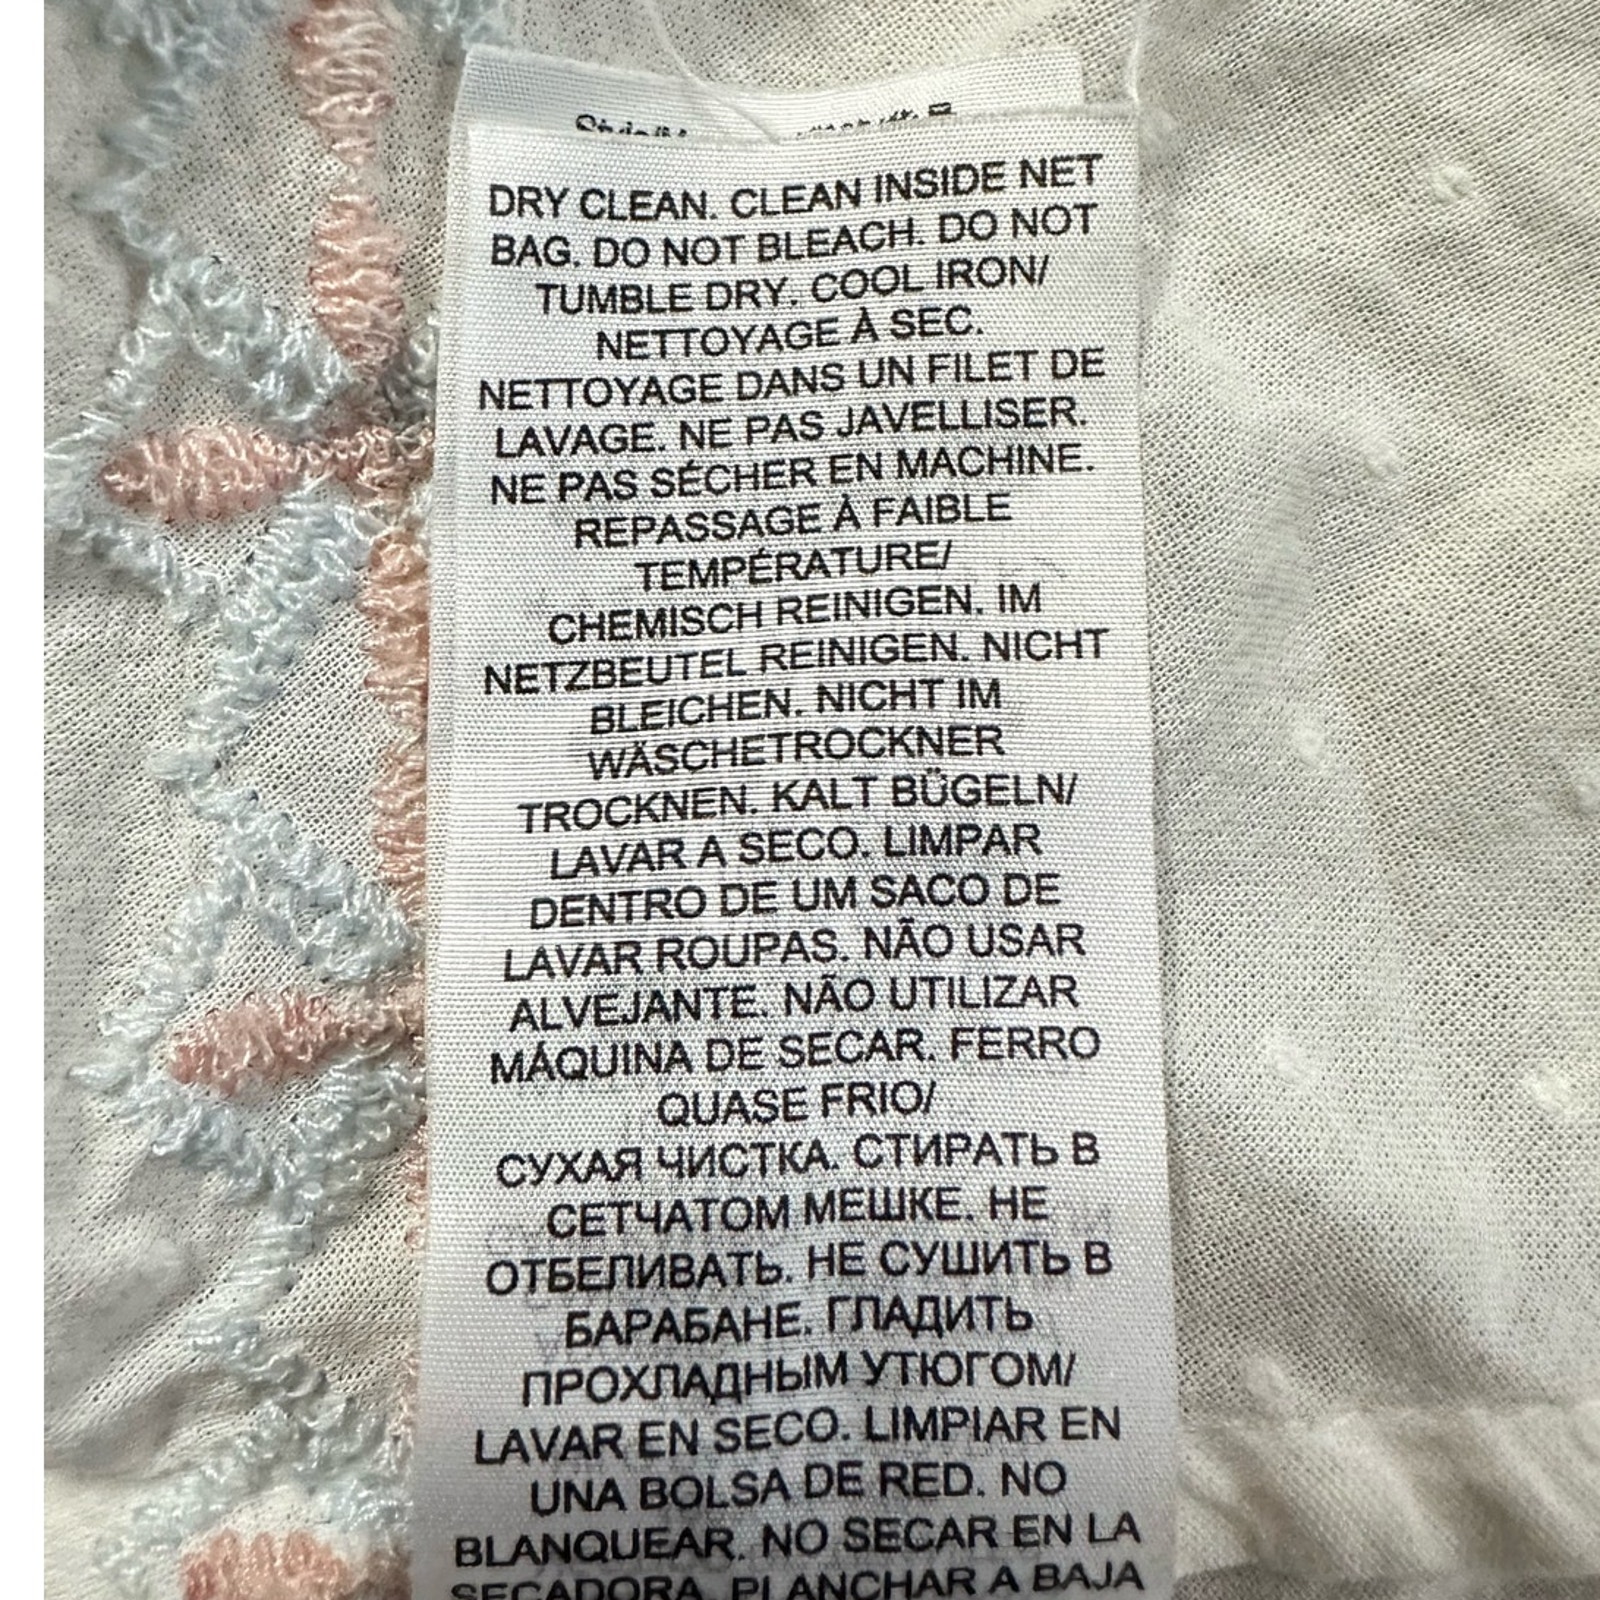 DRY CLEAN. CLEAN INSIDE NET
BAG. DO NOT BLEACH. DO NOT
TUMBLE DRY. COOL IRON/
NETTOYAGE À SEC.
NETTOYAGE DANS UN FILET DE
LAVAGE. NE PAS JAVELLISER.
NE PAS SÉCHER EN MACHINE.
REPASSAGE À FAIBLE
TEMPÉRATURE/
CHEMISCH REINIGEN. IM
NETZBEUTEL REINIGEN. NICHT
BLEICHEN. NICHT IM
WÄSCHETROCKNER
TROCKNEN. KALT BÜGELN/
LAVAR A SECO. LIMPAR
DENTRO DE UM SACO DE
LAVAR ROUPAS. NÃO USAR
ALVEJANTE. NÃO UTILIZAR
MÁQUINA DE SECAR. FERRO
QUASE FRIO/
СУХАЯ ЧИСТКА. СТИРАТЬ В
СЕТЧАТОМ МЕШКЕ. НЕ
ОТБЕЛИВАТЬ. НЕ СУШИТЬ В
БАРАБАНЕ. ГЛАДИТЬ
ПРОХЛАДНЫМ УТЮГОМ/
LAVAR EN SECO. LIMPIAR EN
UNA BOLSA DE RED. NO
BLANQUEAR. NO SECAR EN LA
SECADORA. PLANCHAR A BAJA